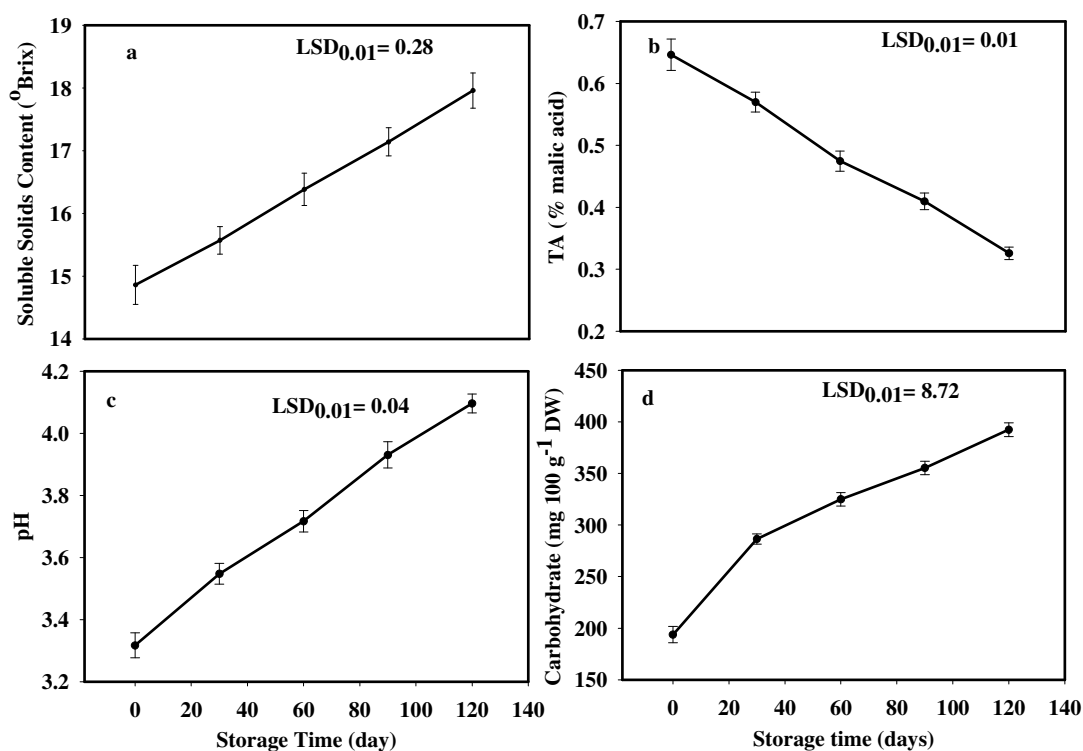 a
LSD0.01= 0.28
Soluble Solids Content (oBrix)
19
18
17
16
15
14
b
LSD0.01= 0.01
TA (% malic acid)
0.7
0.6
0.5
0.4
0.3
0.2
c
LSD0.01= 0.04
pH
4.2
4.0
3.8
3.6
3.4
3.2
0 20 40 60 80 100 120 140
Storage Time (day)
d
LSD0.01= 8.72
Carbohydrate (mg 100 g-1 DW)
450
400
350
300
250
200
150
0 20 40 60 80 100 120 140
Storage time (days)